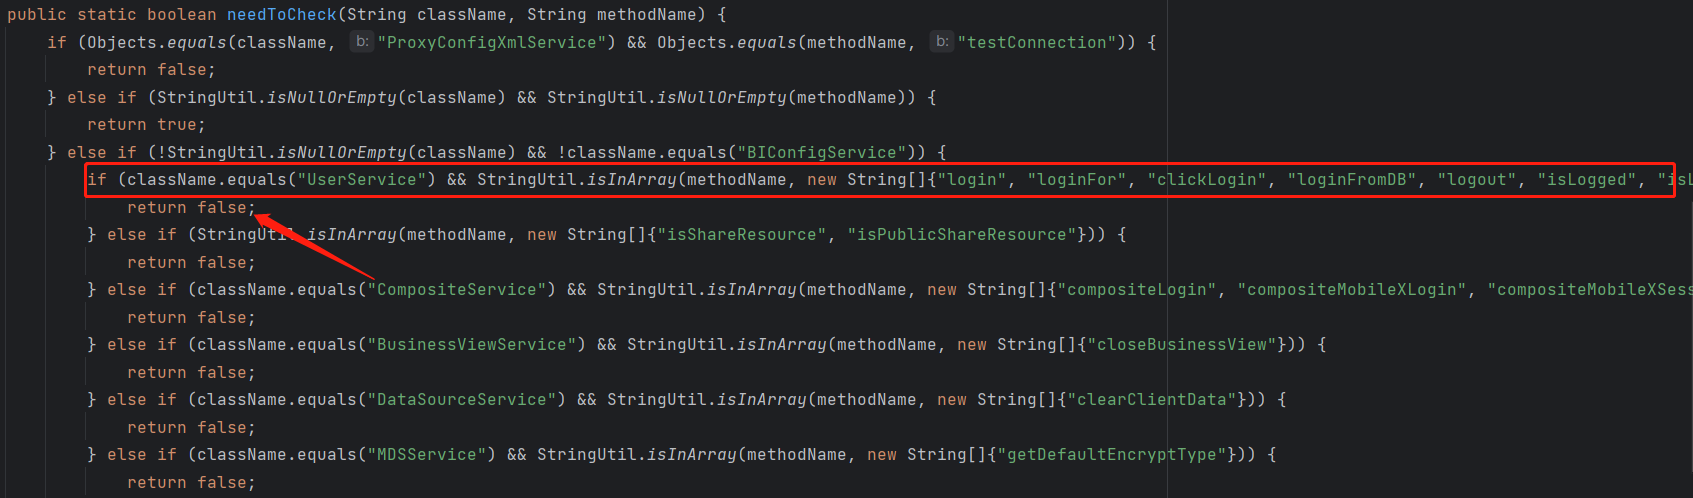 public static boolean needToCheck(String className, String methodName) {
if (Objects.equals(className, b: "ProxyConfigXmlService") && Objects.equals(methodName, b: "testConnection")) {
return false;
} else if (StringUtil.isNullOrEmpty(className) && StringUtil.isNullOrEmpty(methodName)) {
return true;
} else if (!StringUtil.isNullOrEmpty(className) && !className.equals("BIConfigService")) {
if (className.equals("UserService") && StringUtil.isInArray(methodName, new String[]{"login", "loginFor", "clickLogin", "loginFromDB", "logout", "isLogged",
return false;
} else if (StringUtil.isInArray(methodName, new String[]{"isShareResource", "isPublicShareResource"})) {
return false;
} else if (className.equals("CompositeService") && StringUtil.isInArray(methodName, new String[]{"compositeLogin", "compositeMobileXLogin", "compositeMobileXSess
return false;
} else if (className.equals("BusinessViewService") && StringUtil.isInArray(methodName, new String[]{"closeBusinessView"})) {
return false;
} else if (className.equals("DataSourceService") && StringUtil.isInArray(methodName, new String[]{"clearClientData"})) {
return false;
} else if (className.equals("MDSService") && StringUtil.isInArray(methodName, new String[]{"getDefaultEncryptType"})) {
return false;